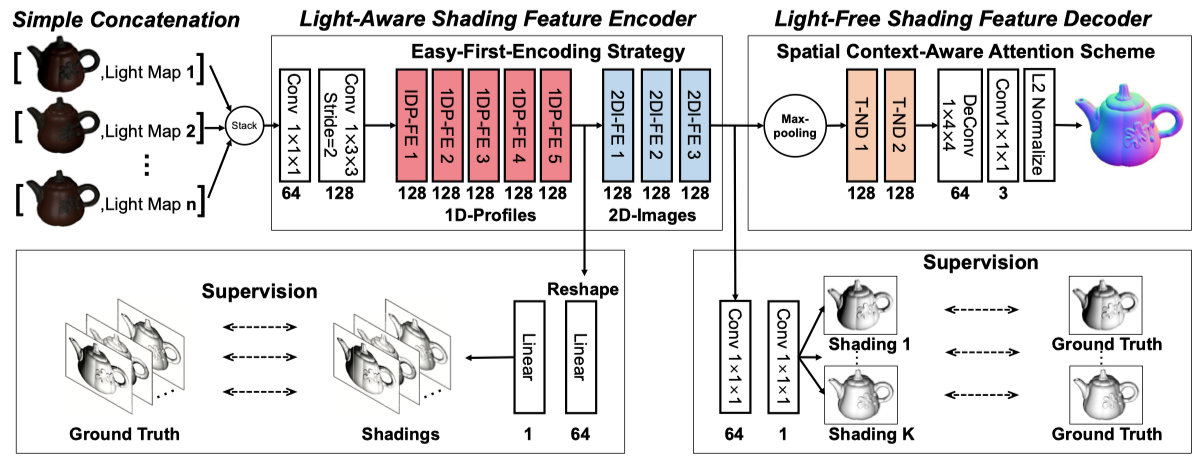 Simple Concatenation
Light-Aware Shading Feature Encoder
Light-Free Shading Feature Decoder
[ ,Light Map 1]
[ ,Light Map 2]
⋮
[ ,Light Map n]
Stack
Easy-First-Encoding Strategy
Conv 1×1×1
64
Conv 1×3×3
Stride=2
128
IDP-FE 1
128
1DP-FE 2
128
1DP-FE 3
128
1DP-FE 4
128
1DP-FE 5
128
1D-Profiles
2DI-FE 1
128
2DI-FE 2
128
2DI-FE 3
128
2D-Images
Spatial Context-Aware Attention Scheme
Max-
pooling
T-ND 1
128
T-ND 2
128
DeConv
1×4×4
64
Conv1×1×1
3
L2 Normalize
Supervision
Reshape
Linear
64
Linear
1
Shadings
Ground Truth
Supervision
Conv 1×1×1
64
Conv 1×1×1
1
Shading 1
Ground Truth
Shading K
Ground Truth